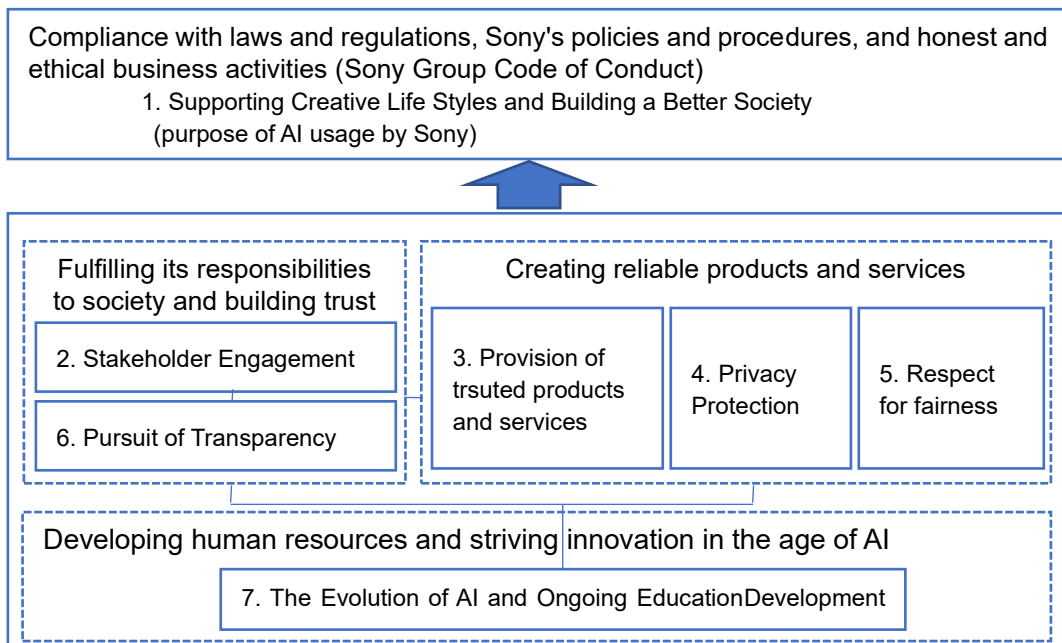 Compliance with laws and regulations, Sony's policies and procedures, and honest and
ethical business activities (Sony Group Code of Conduct)
1. Supporting Creative Life Styles and Building a Better Society
(purpose of AI usage by Sony)
Fulfilling its responsibilities
to society and building trust
2. Stakeholder Engagement
6. Pursuit of Transparency
Creating reliable products and services
3. Provision of
trsuted products
and services
4. Privacy
Protection
5. Respect
for fairness
Developing human resources and striving innovation in the age of AI
7. The Evolution of AI and Ongoing EducationDevelopment